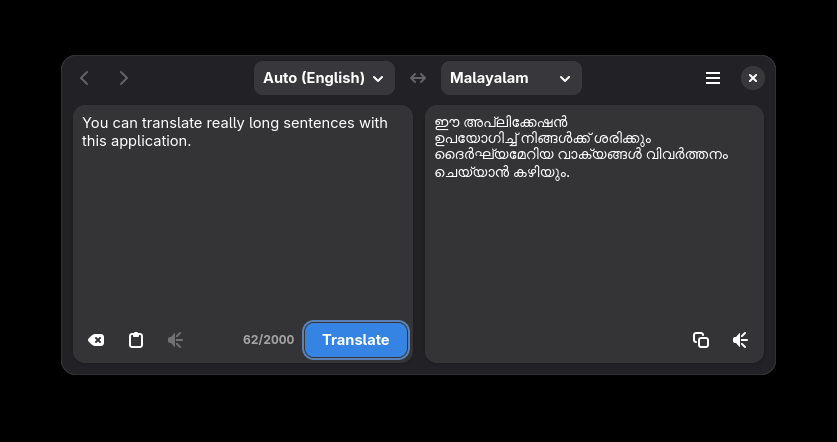 Auto (English)
Malayalam
You can translate really long sentences with
this application.
62/2000
Translate
ഈ അപ്ലിക്കേഷൻ
ഉപയോഗിച്ച് നിങ്ങൾക്ക് ശരിക്കും
ദൈർഘ്യമേറിയ വാക്യങ്ങൾ വിവർത്തനം
ചെയ്യാൻ കഴിയും.